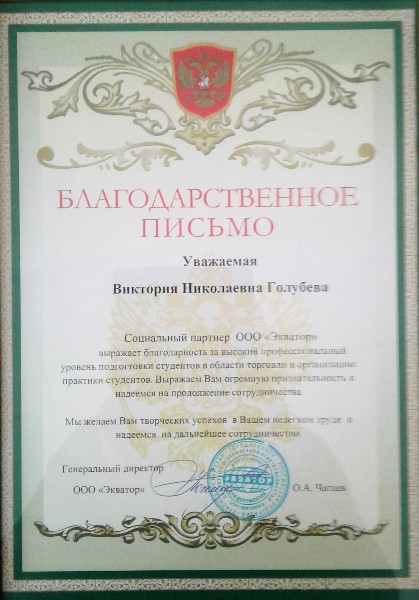 БЛАГОДАРСТВЕННОЕ
ПИСЬМО
Уважаемая
Виктория Николаевна Голубева
Социальный партнер ООО «Экватор»
выражает благодарность за высокий профессиональный
уровень подготовки студентов в области торговли и организацию
практики студентов. Выражаем Вам огромную признательность и
надеемся на продолжение сотрудничества
Мы желаем Вам творческих успехов в Вашем нелегком труде и
надеемся на дальнейшее сотрудничество.
Генеральный директор
ООО «Экватор»
ЭКВАТОР
О.А. Чапаев